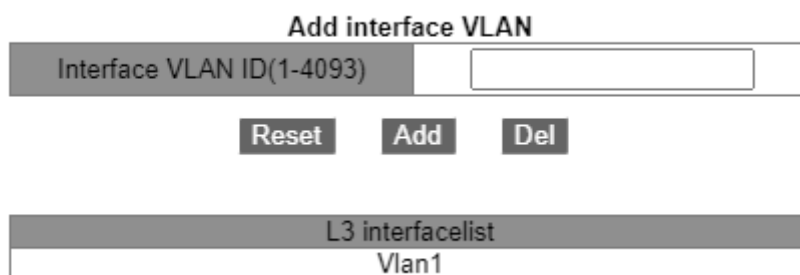 Add interface VLAN
Interface VLAN ID(1-4093)
Reset Add Del
L3 interfacelist
Vlan1